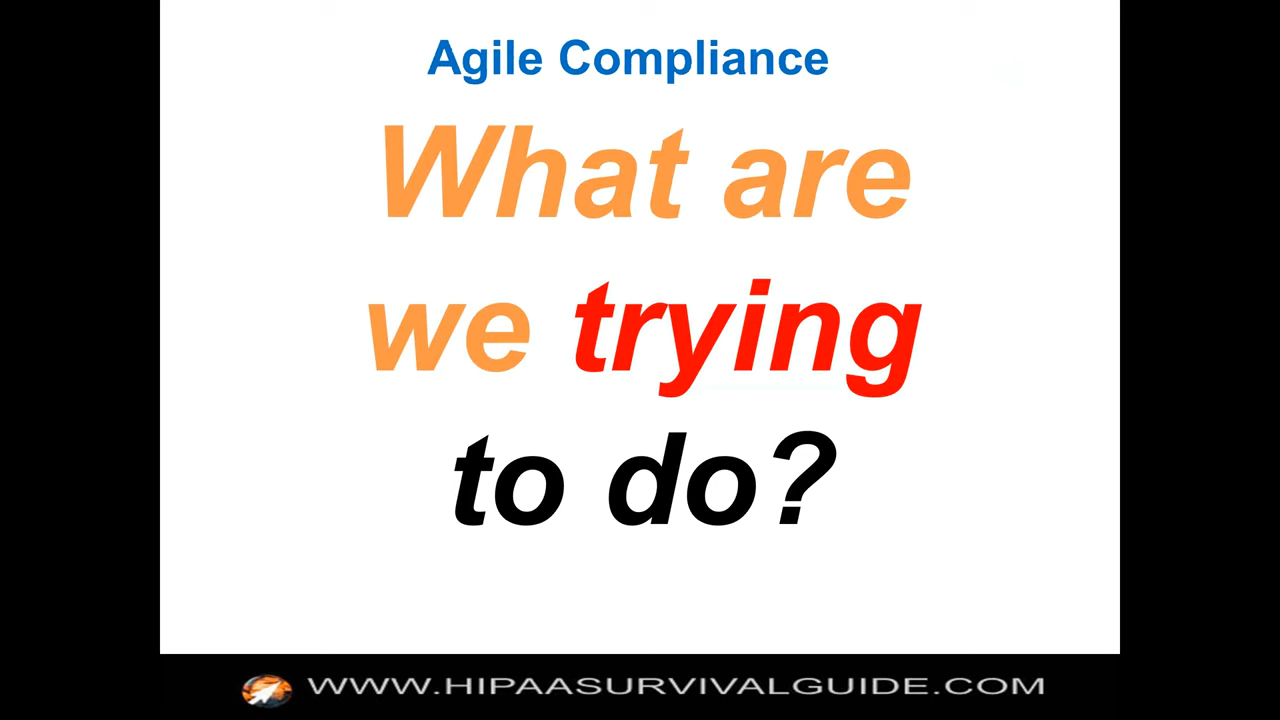 Agile Compliance
What are
we trying
to do?
WWW.HIPAASURVIVALGUIDE.COM